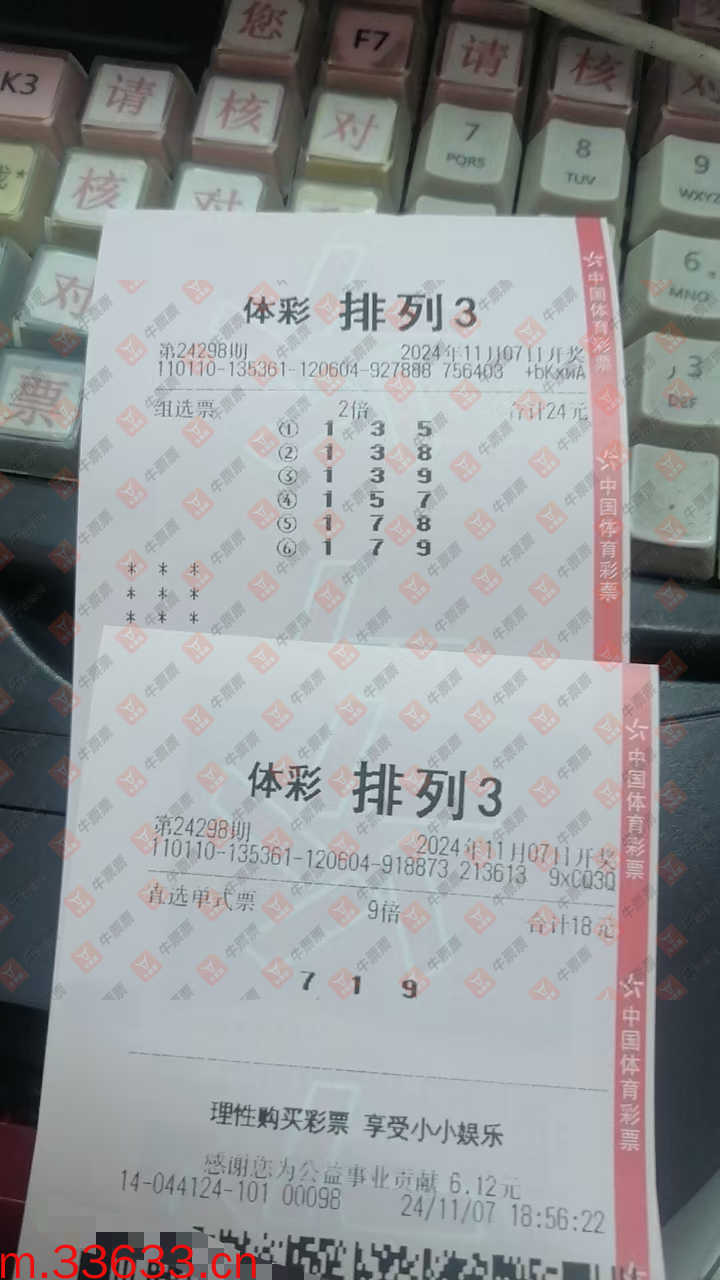 您 F7 请 核
K3 请 核 对 7 PQRS 8 TUV 9 WXYZ
核 对 6 MNO
对 3 DEF
票
中国体育彩票
体彩 排列3
第24298期 2024年11月07日开奖
110110-135361-120604-927888 756403 +bKxwA
组选票 2倍 合计24元
① 1 3 5
② 1 3 8
③ 1 3 9
④ 1 5 7
⑤ 1 7 8
⑥ 1 7 9
* * *
* * *
* * *
中国体育彩票
体彩 排列3
第24298期 2024年11月07日开奖
110110-135361-120604-918873 213613 9xCQ3Q
直选单式票 9倍 合计18元
7 1 9
中国体育彩票
中国体育彩票
理性购买彩票 享受小小娱乐
感谢您为公益事业贡献 6.12元
14-044124-101 00098 24/11/07 18:56:22
m.33633.cn
牛票票